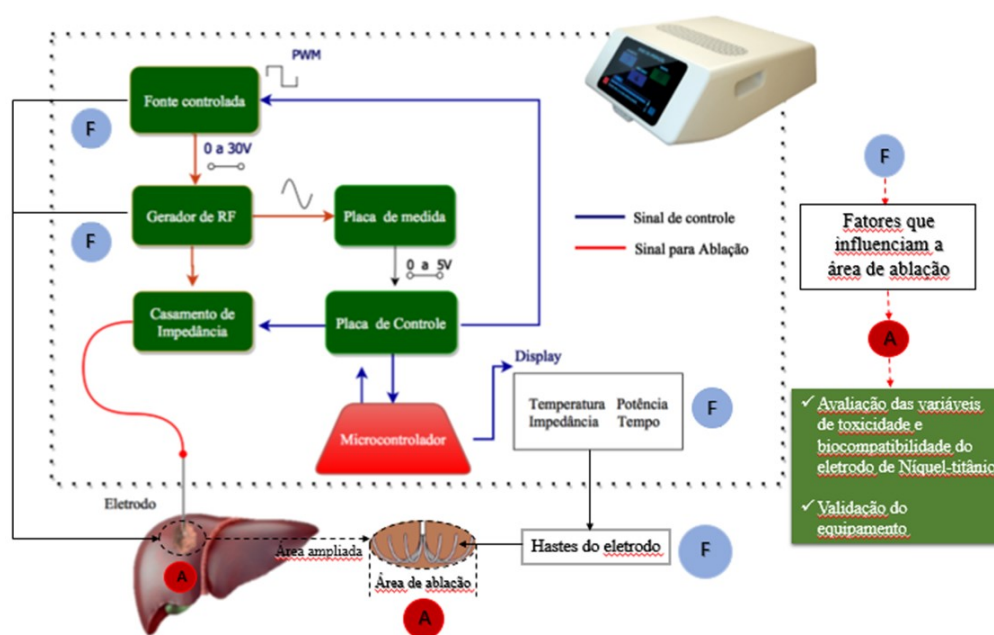 PWM
Fonte controlada
F
0 a 30V
Gerador de RF
F
Placa de medida
0 a 5V
Casamento de
Impedância
Placa de Controle
Sinal de controle
Sinal para Ablação
Microcontrolador
Display
Temperatura Potência
Impedância Tempo
F
Eletrodo
A
Área ampliada
Área de ablação
A
Hastes do eletrodo
F
F
Fatores que
influenciam a
área de ablação
A
✓ Avaliação das variáveis
de toxicidade e
biocompatibilidade do
eletrodo de Níquel-titânio
✓ Validação do
equipamento